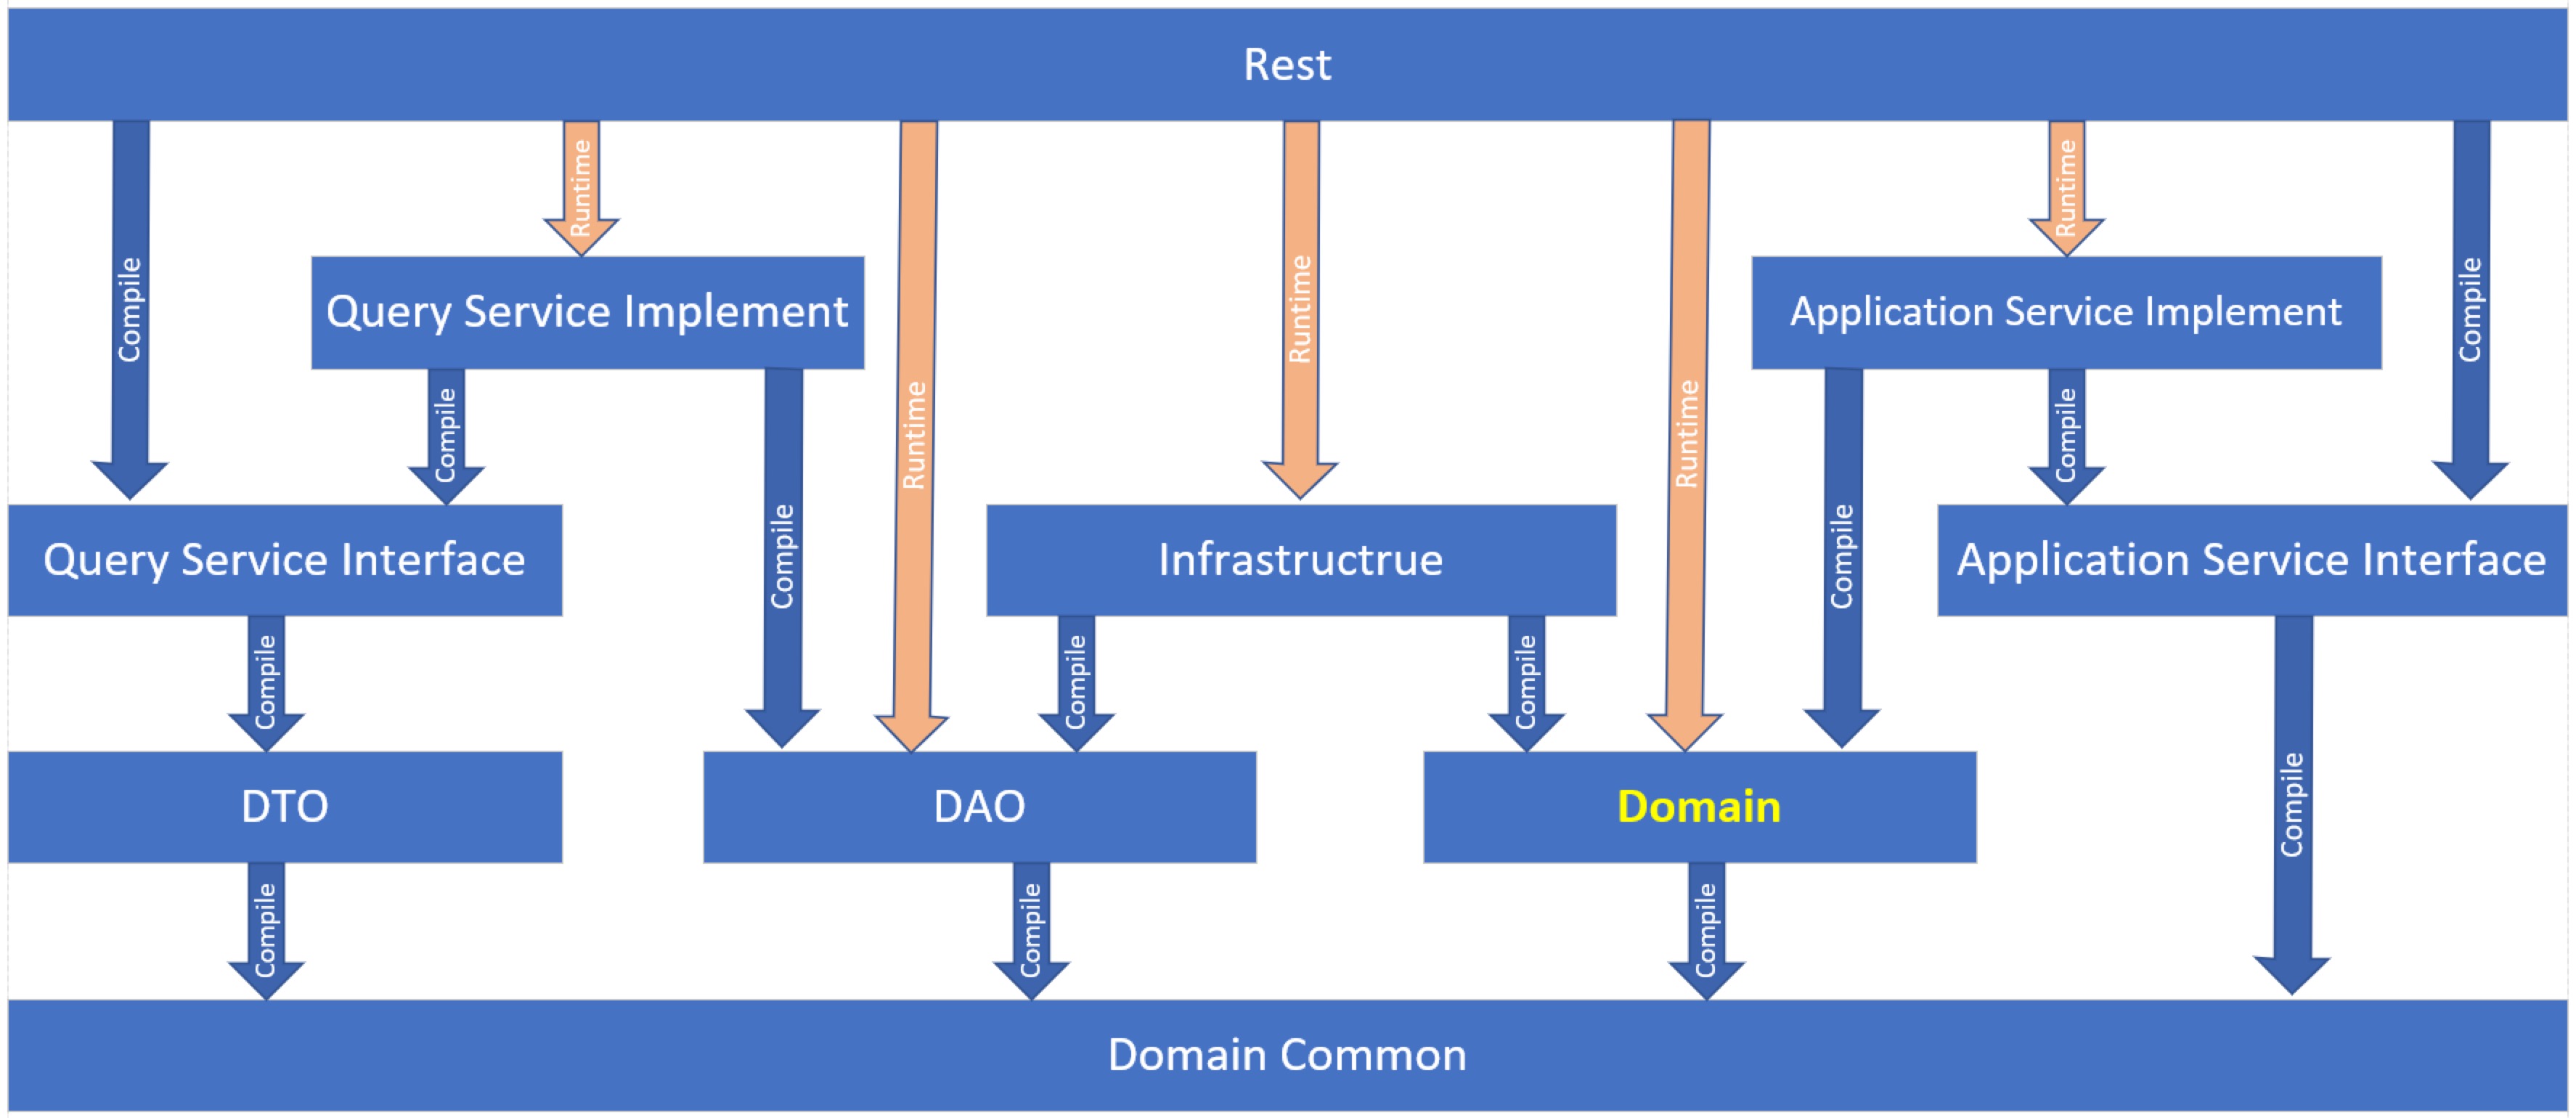 Rest
Compile
Runtime
Runtime
Runtime
Runtime
Runtime
Compile
Query Service Implement
Application Service Implement
Compile
Compile
Compile
Compile
Query Service Interface
Infrastructrue
Application Service Interface
Compile
Compile
Compile
Compile
DTO
DAO
Domain
Compile
Compile
Compile
Domain Common